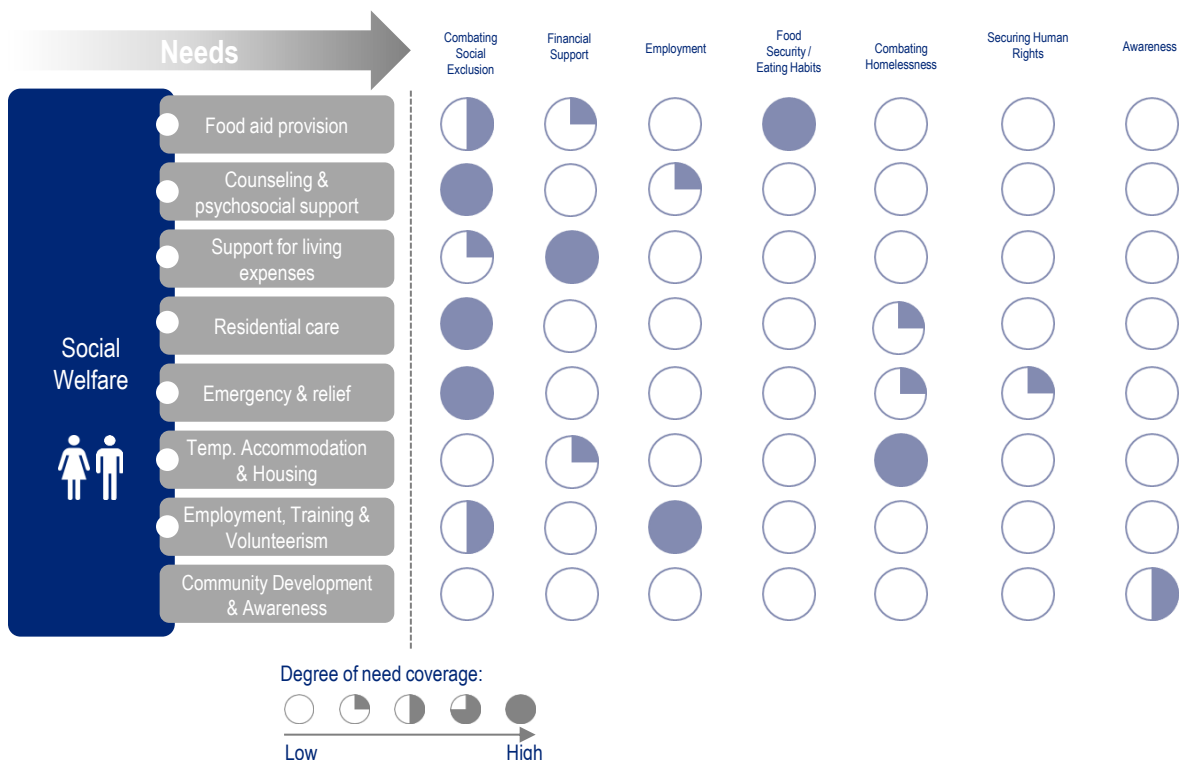 Needs
Combating
Social
Exclusion
Financial
Support
Employment
Food
Security /
Eating Habits
Combating
Homelessness
Securing Human
Rights
Awareness
Social
Welfare
Food aid provision
Counseling &
psychosocial support
Support for living
expenses
Residential care
Emergency & relief
Temp. Accommodation
& Housing
Employment, Training &
Volunteerism
Community Development
& Awareness
Degree of need coverage:
Low
High